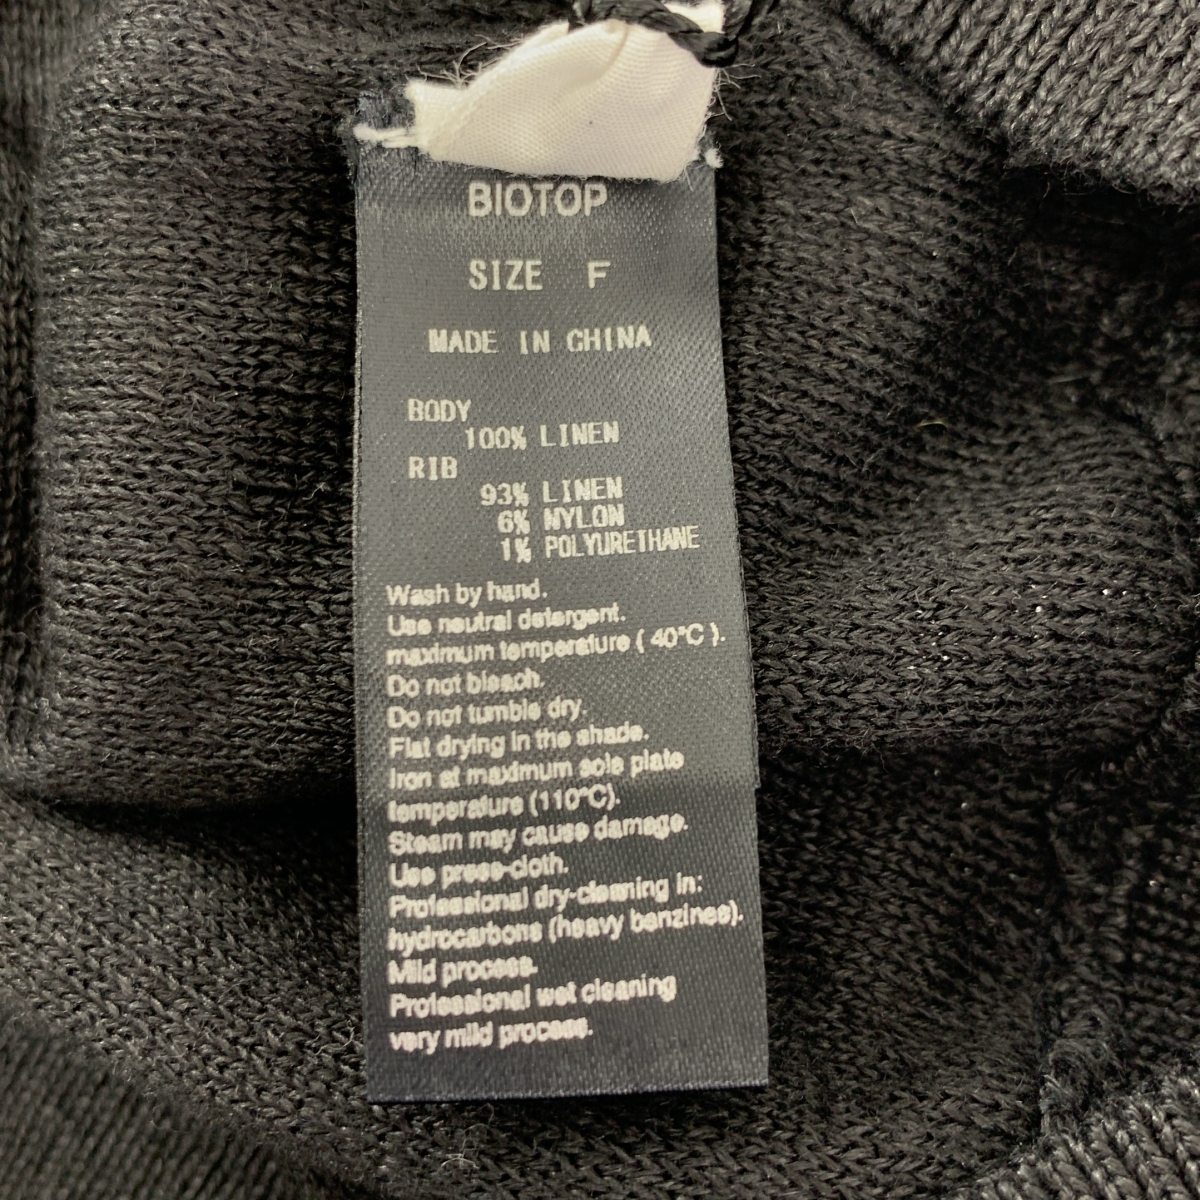 BIOTOP
SIZE F
MADE IN CHINA
BODY
100% LINEN
RIB
93% LINEN
6% NYLON
1% POLYURETHANE
Wash by hand.
Use neutral detergent.
maximum temperature ( 40°C ).
Do not bleach.
Do not tumble dry.
Flat drying in the shade.
Iron at maximum sole plate
temperature (110°C).
Steam may cause damage.
Use press-cloth.
Professional dry-cleaning in:
hydrocarbons (heavy benzines).
Mild process.
Professional wet cleaning
very mild process.